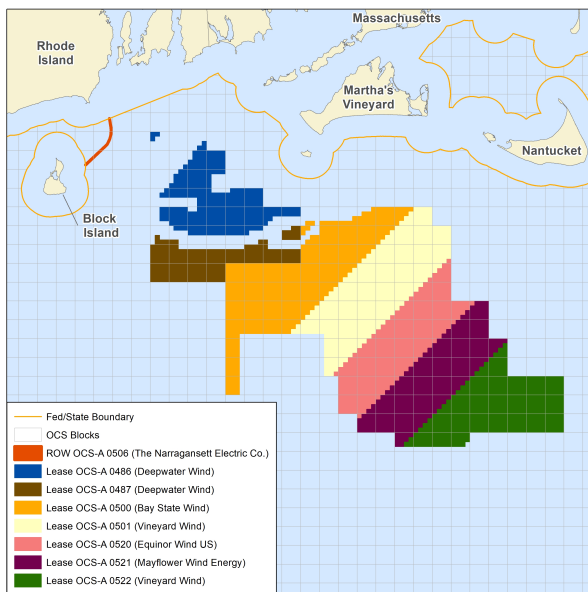 Massachusetts
Rhode
Island
Martha's
Vineyard
Nantucket
Block
Island
Fed/State Boundary
OCS Blocks
ROW OCS-A 0506 (The Narragansett Electric Co.)
Lease OCS-A 0486 (Deepwater Wind)
Lease OCS-A 0487 (Deepwater Wind)
Lease OCS-A 0500 (Bay State Wind)
Lease OCS-A 0501 (Vineyard Wind)
Lease OCS-A 0520 (Equinor Wind US)
Lease OCS-A 0521 (Mayflower Wind Energy)
Lease OCS-A 0522 (Vineyard Wind)